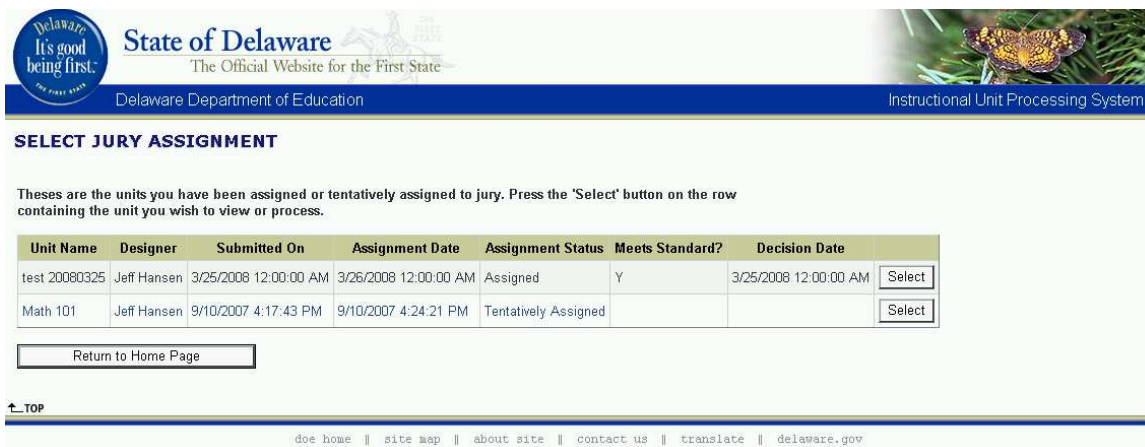 Delaware
It's good
being first.
THE FIRST STATE
State of Delaware
The Official Website for the First State
Delaware Department of Education
Instructional Unit Processing System
SELECT JURY ASSIGNMENT
Theses are the units you have been assigned or tentatively assigned to jury. Press the 'Select' button on the row
containing the unit you wish to view or process.
Unit Name Designer Submitted On Assignment Date Assignment Status Meets Standard? Decision Date
test 20080325 Jeff Hansen 3/25/2008 12:00:00 AM 3/26/2008 12:00:00 AM Assigned Y 3/25/2008 12:00:00 AM Select
Math 101 Jeff Hansen 9/10/2007 4:17:43 PM 9/10/2007 4:24:21 PM Tentatively Assigned Select
Return to Home Page
TOP
doe home || site map || about site || contact us || translate || delaware.gov